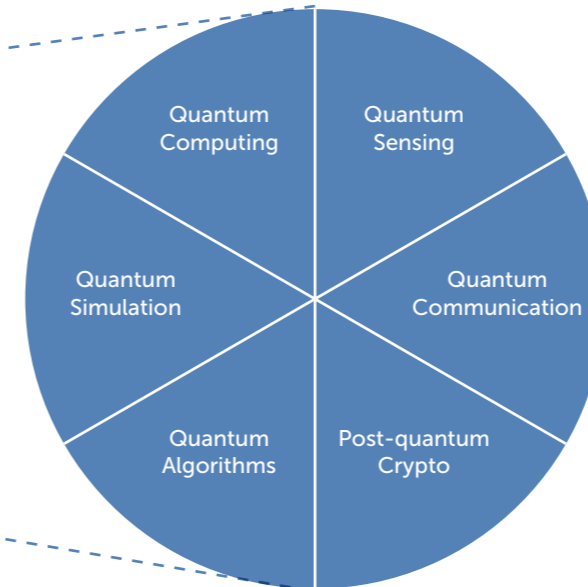 Quantum
Computing
Quantum
Sensing
Quantum
Simulation
Quantum
Communication
Quantum
Algorithms
Post-quantum
Crypto